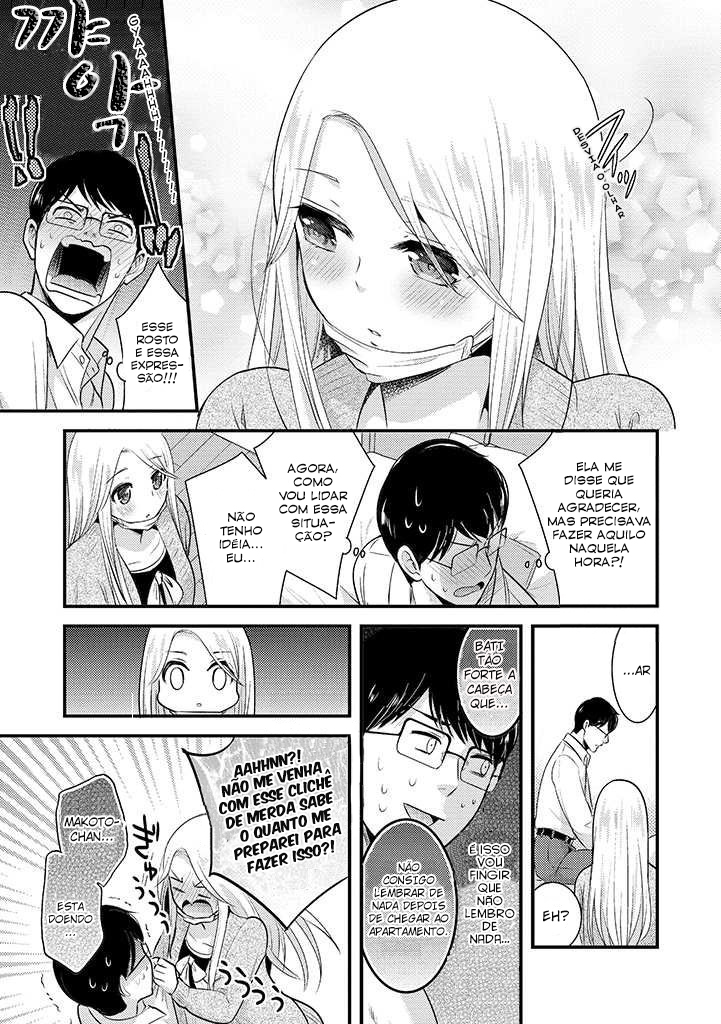 DESVIA O OLHAR
GYAAAAHHHH!!!!!!!!!!
꺄아악
!!
!!
ESSE
ROSTO
E ESSA
EXPRES-
SÃO!!!
ELA ME
DISSE QUE
QUERIA
AGRADECER,
MAS PRECISAVA
FAZER AQUILO
NAQUELA
HORA?!
AGORA,
COMO
VOU LIDAR
COM ESSA
SITUA-
ÇÃO?
NÃO
TENHO
IDÉIA...
EU...
...AR
EH?
BATI
TÃO
FORTE A
CABEÇA
QUE...
É ISSO
VOU
FINGIR
QUE NÃO
LEMBRO
DE
NADA...
NÃO
CONSIGO
LEMBRAR DE
NADA DEPOIS
DE CHEGAR AO
APARTAMENTO.
AAHHNN?!
NÃO ME VENHA
COM ESSE CLICHÊ
DE MERDA SABE
O QUANTO ME
PREPAREI PARA
FAZER ISSO?!
MAKOTO-
CHAN...
ESTA
DOENDO
...